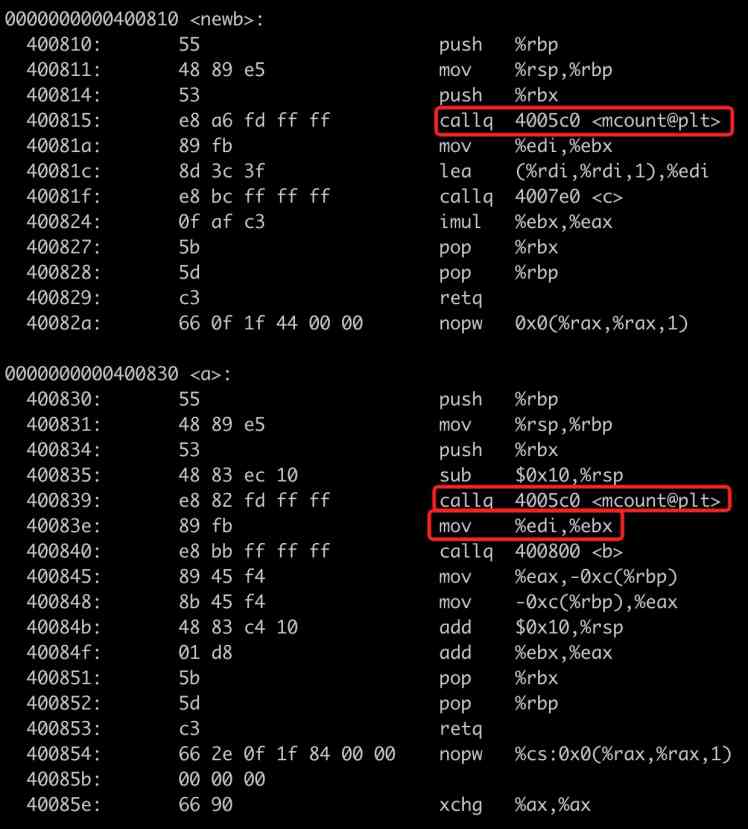 0000000000400810 <newb>:
400810: 55 push %rbp
400811: 48 89 e5 mov %rsp,%rbp
400814: 53 push %rbx
400815: e8 a6 fd ff ff callq 4005c0 <mcount@plt>
40081a: 89 fb mov %edi,%ebx
40081c: 8d 3c 3f lea (%rdi,%rdi,1),%edi
40081f: e8 bc ff ff ff callq 4007e0 <c>
400824: 0f af c3 imul %ebx,%eax
400827: 5b pop %rbx
400828: 5d pop %rbp
400829: c3 retq
40082a: 66 0f 1f 44 00 00 nopw 0x0(%rax,%rax,1)
0000000000400830 <a>:
400830: 55 push %rbp
400831: 48 89 e5 mov %rsp,%rbp
400834: 53 push %rbx
400835: 48 83 ec 10 sub $0x10,%rsp
400839: e8 82 fd ff ff callq 4005c0 <mcount@plt>
40083e: 89 fb mov %edi,%ebx
400840: e8 bb ff ff ff callq 400800 <b>
400845: 89 45 f4 mov %eax,-0xc(%rbp)
400848: 8b 45 f4 mov -0xc(%rbp),%eax
40084b: 48 83 c4 10 add $0x10,%rsp
40084f: 01 d8 add %ebx,%eax
400851: 5b pop %rbx
400852: 5d pop %rbp
400853: c3 retq
400854: 66 2e 0f 1f 84 00 00 nopw %cs:0x0(%rax,%rax,1)
40085b: 00 00 00
40085e: 66 90 xchg %ax,%ax